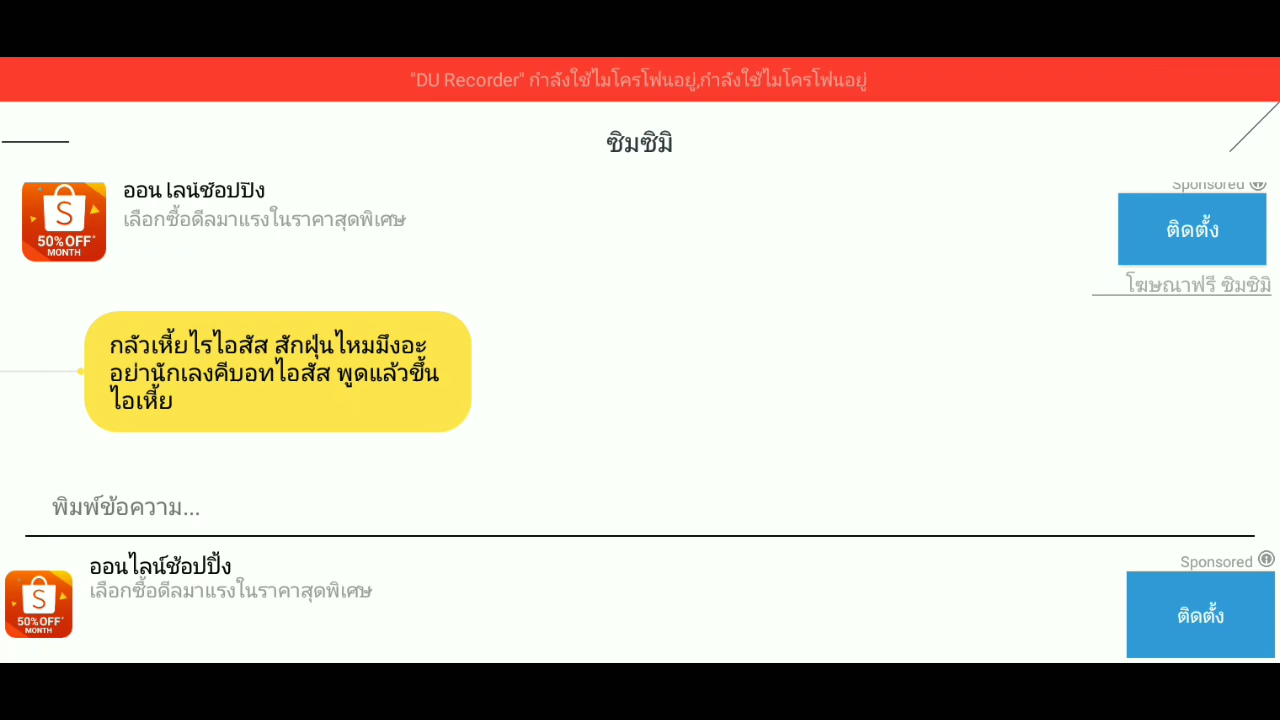 "DU Recorder" กำลังใช้ไมโครโฟนอยู่,กำลังใช้ไมโครโฟนอยู่
ซิมซิมิ
ออนไลน์ช้อปปิ้ง
Sponsored
เลือกซื้อดีลมาแรงในราคาสุดพิเศษ
ติดตั้ง
S
50%OFF*
MONTH
โฆษณาฟรี ซิมซิมิ
กลัวเหี้ยไรไอสัส สักฝุ่นไหมมึงอะ
อย่านักเลงคีบอทไอสัส พูดแล้วขึ้น
ไอเหี้ย
พิมพ์ข้อความ...
ออนไลน์ช้อปปิ้ง
Sponsored
เลือกซื้อดีลมาแรงในราคาสุดพิเศษ
ติดตั้ง
S
50%OFF*
MONTH